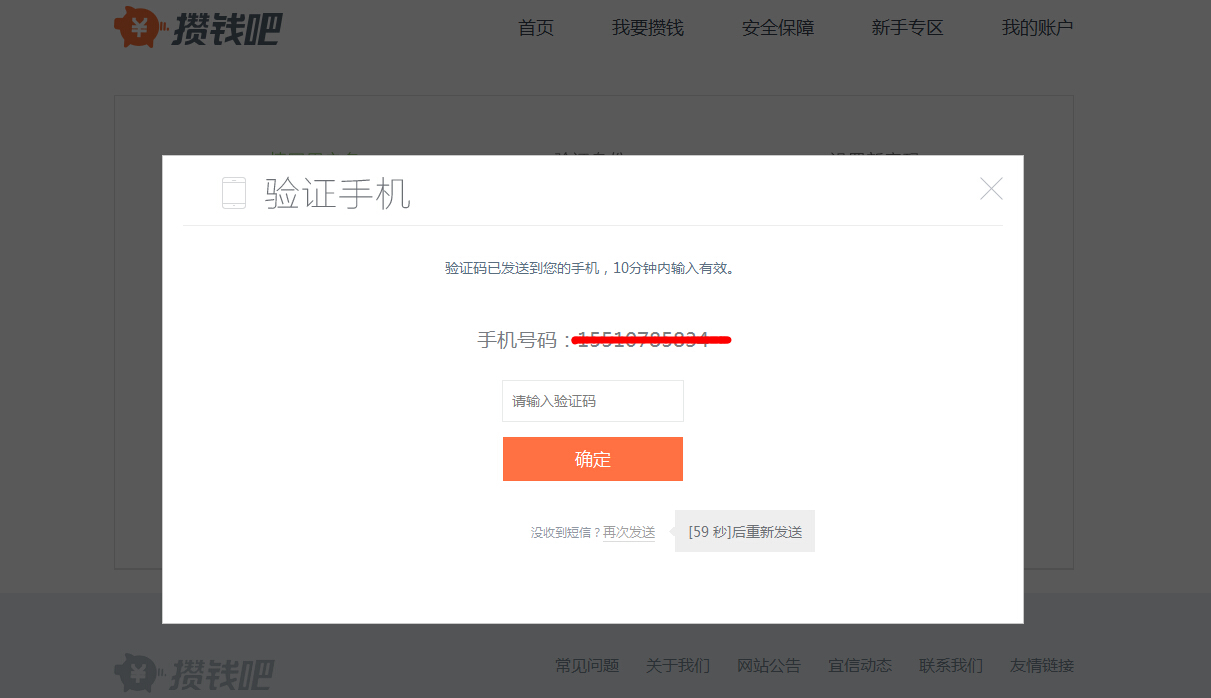 攒钱吧
首页 我要攒钱 安全保障 新手专区 我的账户
验证手机
验证码已发送到您的手机，10分钟内输入有效。
手机号码：
请输入验证码
确定
没收到短信？再次发送 [59 秒]后重新发送
攒钱吧
常见问题 关于我们 网站公告 宜信动态 联系我们 友情链接